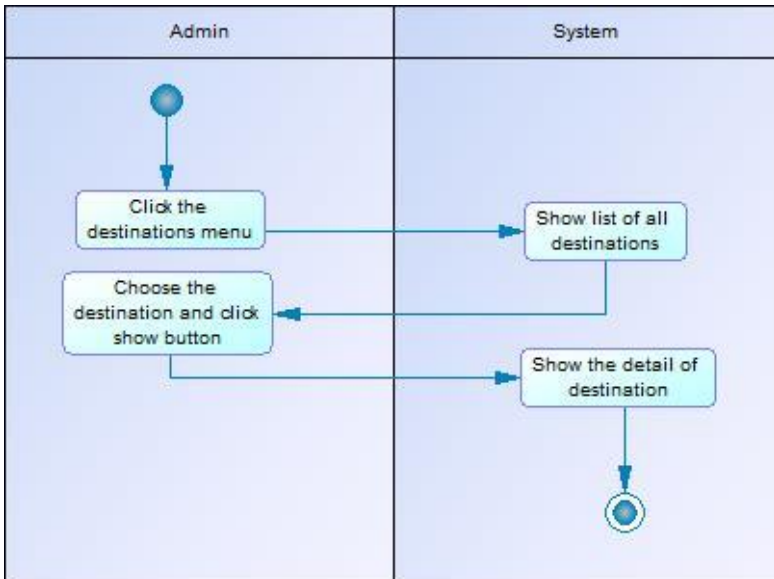 Admin
System
Click the
destinations menu
Show list of all
destinations
Choose the
destination and click
show button
Show the detail of
destination